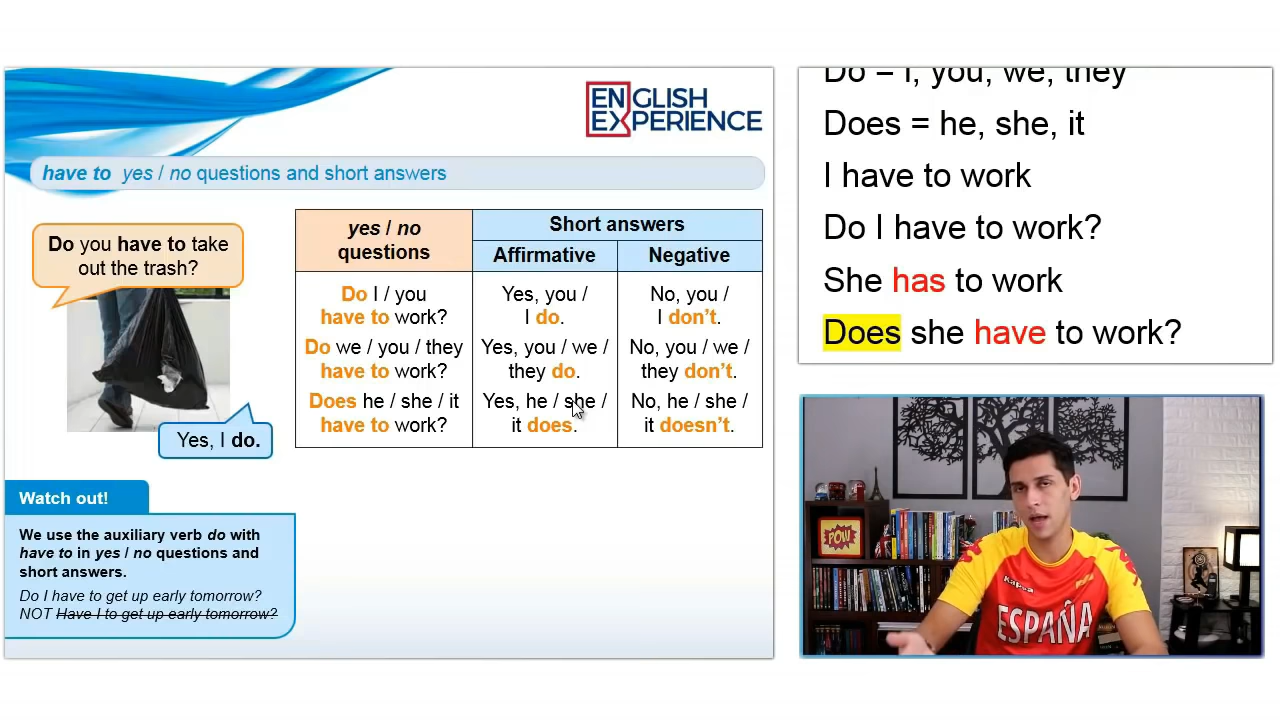 ENGLISH
EXPERIENCE
have to yes / no questions and short answers
Do you have to take
out the trash?
Yes, I do.
yes / no
questions
Short answers
Affirmative
Negative
Do I / you
have to work?
Yes, you /
I do.
No, you /
I don't.
Do we / you / they
have to work?
Yes, you / we /
they do.
No, you / we /
they don't.
Does he / she / it
have to work?
Yes, he / she /
it does.
No, he / she /
it doesn't.
Watch out!
We use the auxiliary verb do with
have to in yes / no questions and
short answers.
Do I have to get up early tomorrow?
NOT Have I to get up early tomorrow?
Do = I, you, we, they
Does = he, she, it
I have to work
Do I have to work?
She has to work
Does she have to work?
POW
Kappa
ESPAÑA